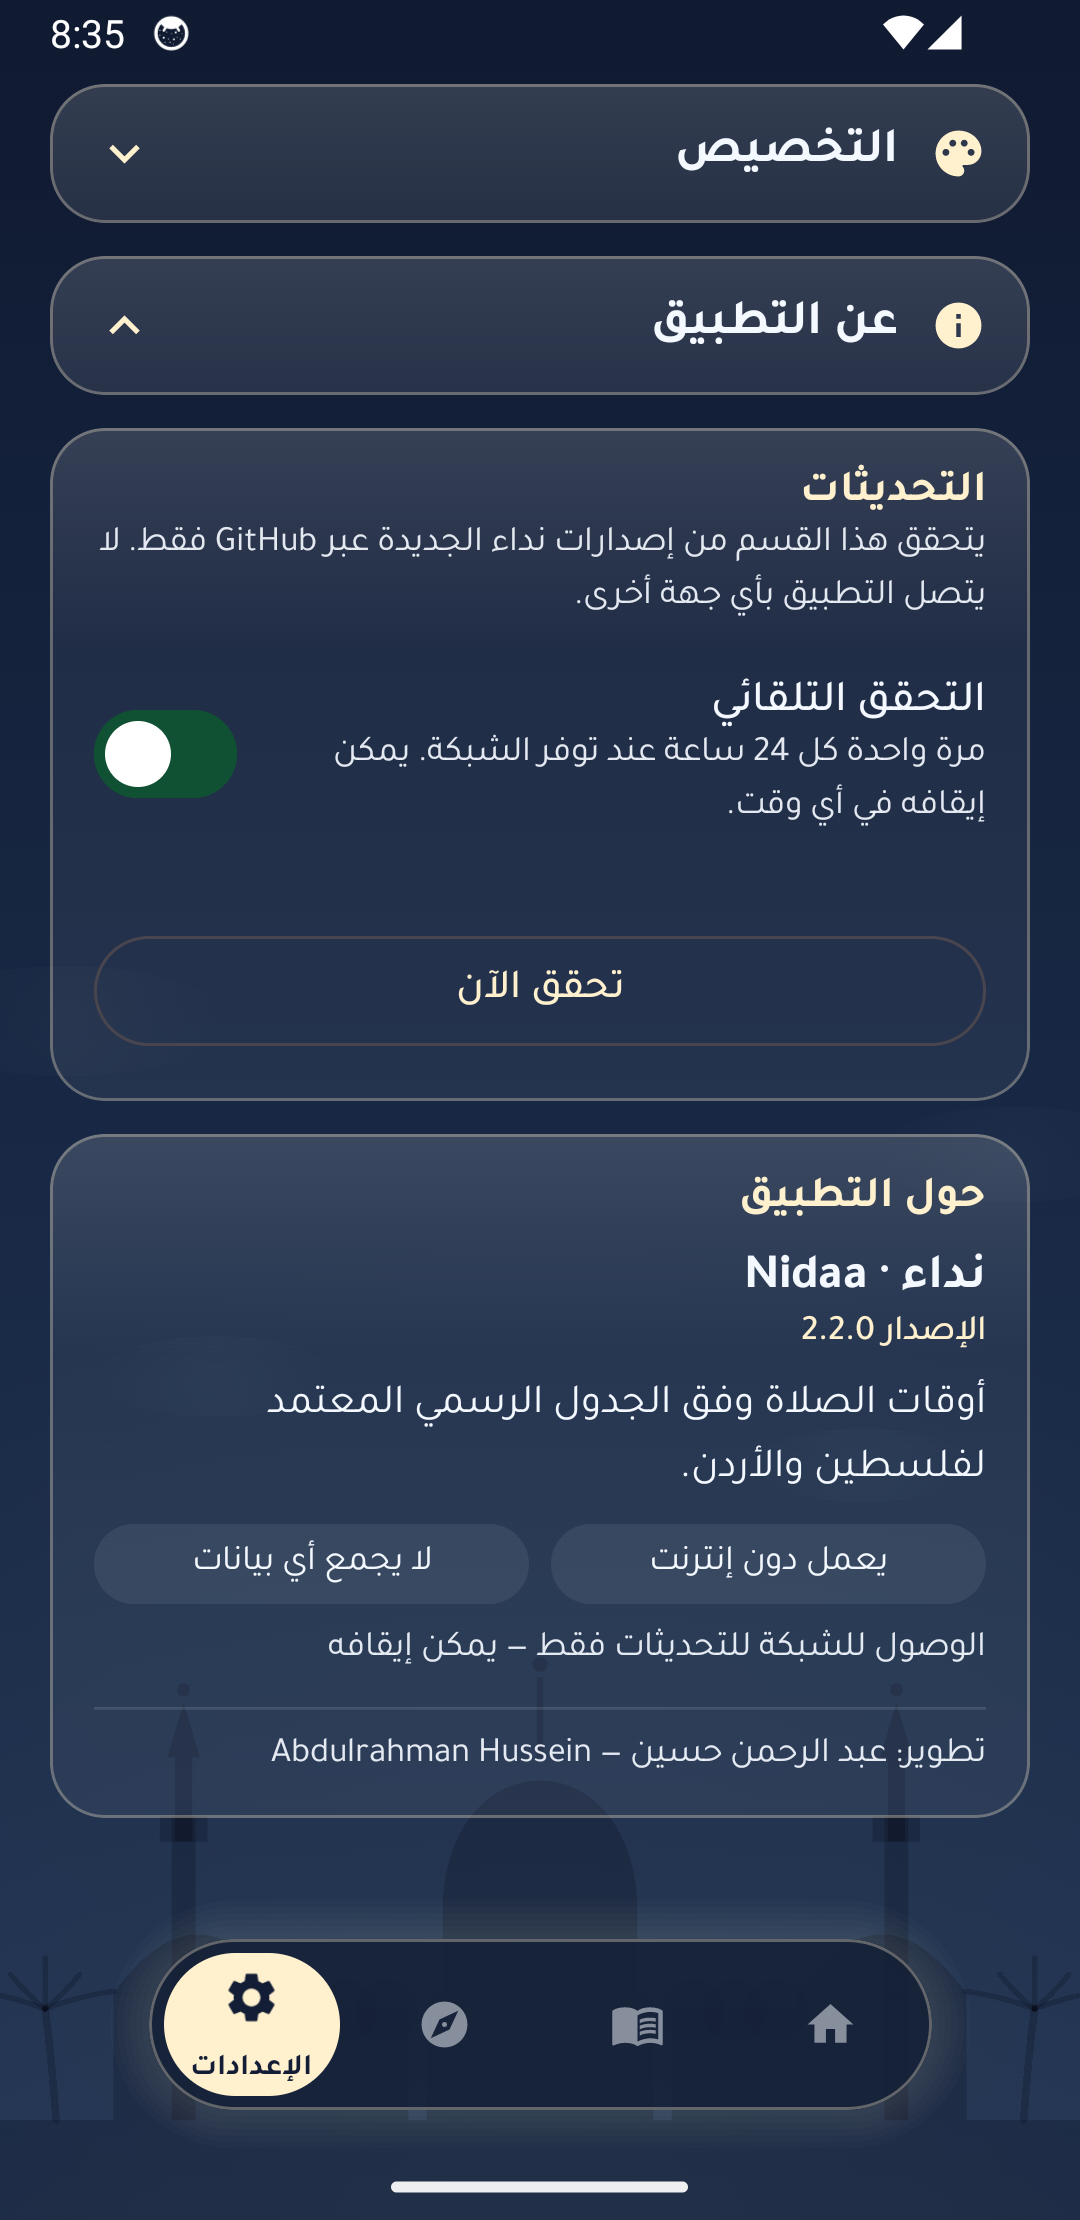 8:35
التخصيص
عن التطبيق
التحديثات
يتحقق هذا القسم من إصدارات نداء الجديدة عبر GitHub فقط. لا
يتصل التطبيق بأي جهة أخرى.
التحقق التلقائي
مرة واحدة كل 24 ساعة عند توفر الشبكة. يمكن
إيقافه في أي وقت.
تحقق الآن
حول التطبيق
نداء · Nidaa
الإصدار 2.2.0
أوقات الصلاة وفق الجدول الرسمي المعتمد
لفلسطين والأردن.
يعمل دون إنترنت
لا يجمع أي بيانات
الوصول للشبكة للتحديثات فقط – يمكن إيقافه
تطوير: عبد الرحمن حسين – Abdulrahman Hussein
الإعدادات